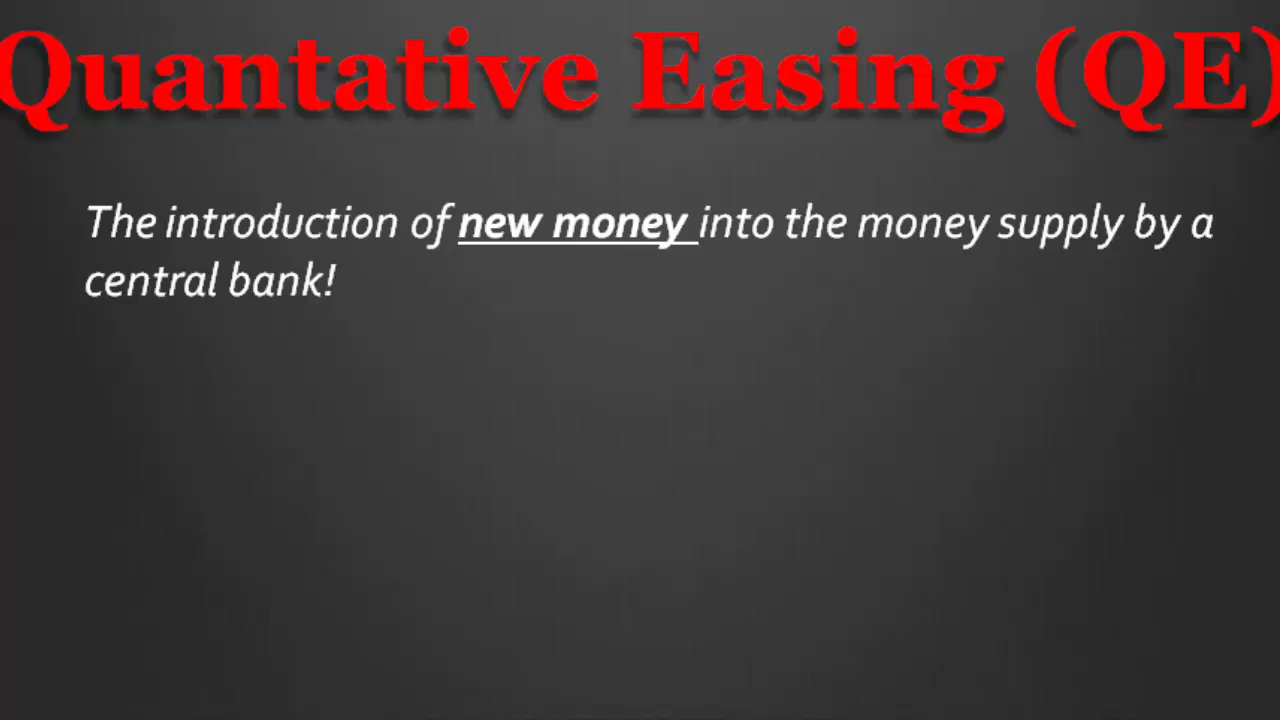 Quantative Easing (QE)
The introduction of new money into the money supply by a
central bank!